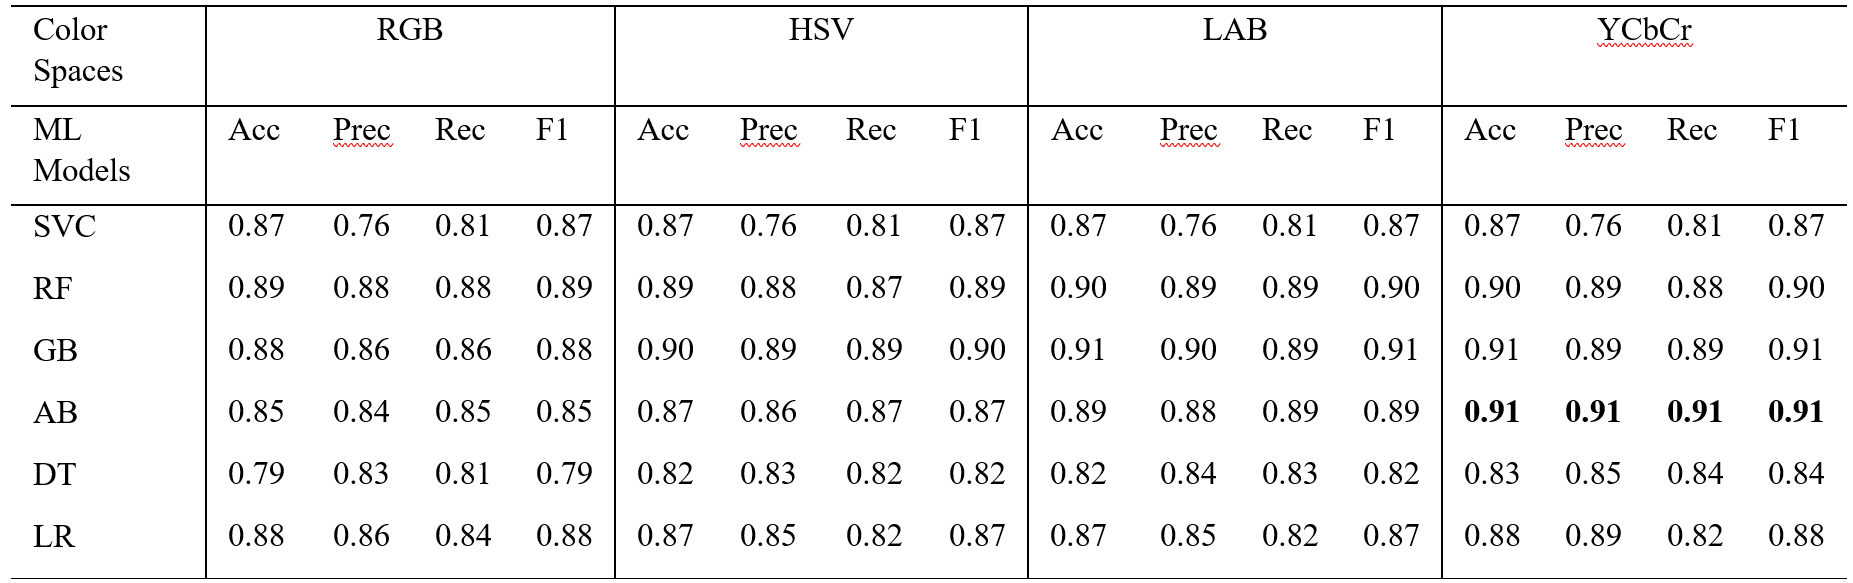 Color Spaces RGB HSV LAB YCbCr
ML Models Acc Prec Rec F1 Acc Prec Rec F1 Acc Prec Rec F1 Acc Prec Rec F1
SVC 0.87 0.76 0.81 0.87 0.87 0.76 0.81 0.87 0.87 0.76 0.81 0.87 0.87 0.76 0.81 0.87
RF 0.89 0.88 0.88 0.89 0.89 0.88 0.87 0.89 0.90 0.89 0.89 0.90 0.90 0.89 0.88 0.90
GB 0.88 0.86 0.86 0.88 0.90 0.89 0.89 0.90 0.91 0.90 0.89 0.91 0.91 0.89 0.89 0.91
AB 0.85 0.84 0.85 0.85 0.87 0.86 0.87 0.87 0.89 0.88 0.89 0.89 0.91 0.91 0.91 0.91
DT 0.79 0.83 0.81 0.79 0.82 0.83 0.82 0.82 0.82 0.84 0.83 0.82 0.83 0.85 0.84 0.84
LR 0.88 0.86 0.84 0.88 0.87 0.85 0.82 0.87 0.87 0.85 0.82 0.87 0.88 0.89 0.82 0.88